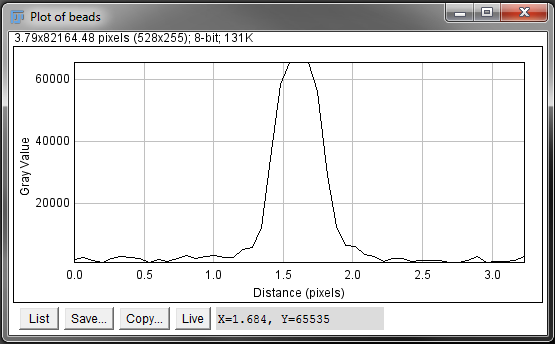 Plot of beads
3.79x82164.48 pixels (528x255); 8-bit; 131K
60000
40000
20000
Gray Value
0.0 0.5 1.0 1.5 2.0 2.5 3.0
Distance (pixels)
List Save... Copy... Live X=1.684, Y=65535